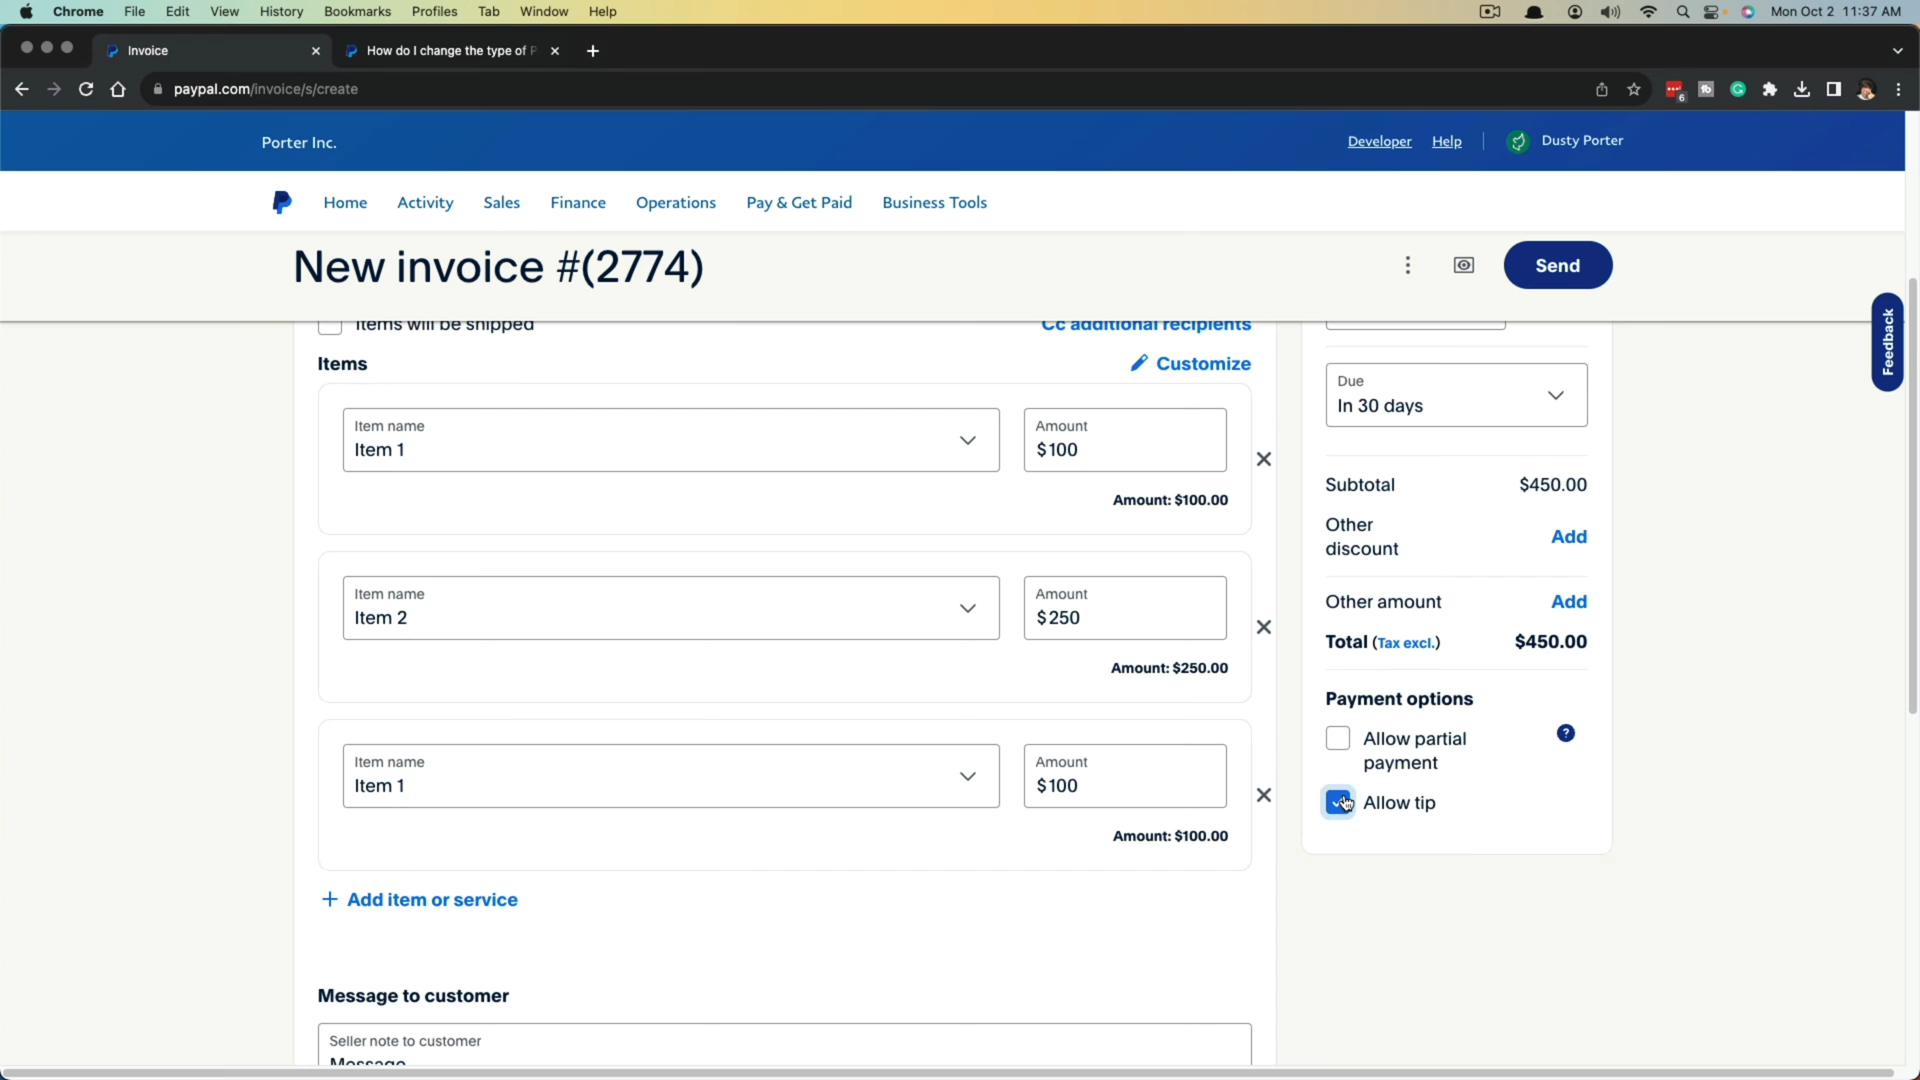 Chrome File Edit View History Bookmarks Profiles Tab Window Help Mon Oct 2 11:37 AM
Invoice How do I change the type of P
paypal.com/invoice/s/create 6
Porter Inc. Developer Help Dusty Porter
Home Activity Sales Finance Operations Pay & Get Paid Business Tools
New invoice #(2774) Send
Feedback
Items will be shipped Cc additional recipients
Items Customize
Item name
Item 1
Amount
$100
Amount: $100.00
Item name
Item 2
Amount
$250
Amount: $250.00
Item name
Item 1
Amount
$100
Amount: $100.00
+ Add item or service
Message to customer
Seller note to customer
Message
Due
In 30 days
Subtotal $450.00
Other
discount Add
Other amount Add
Total (Tax excl.) $450.00
Payment options
Allow partial
payment ?
Allow tip